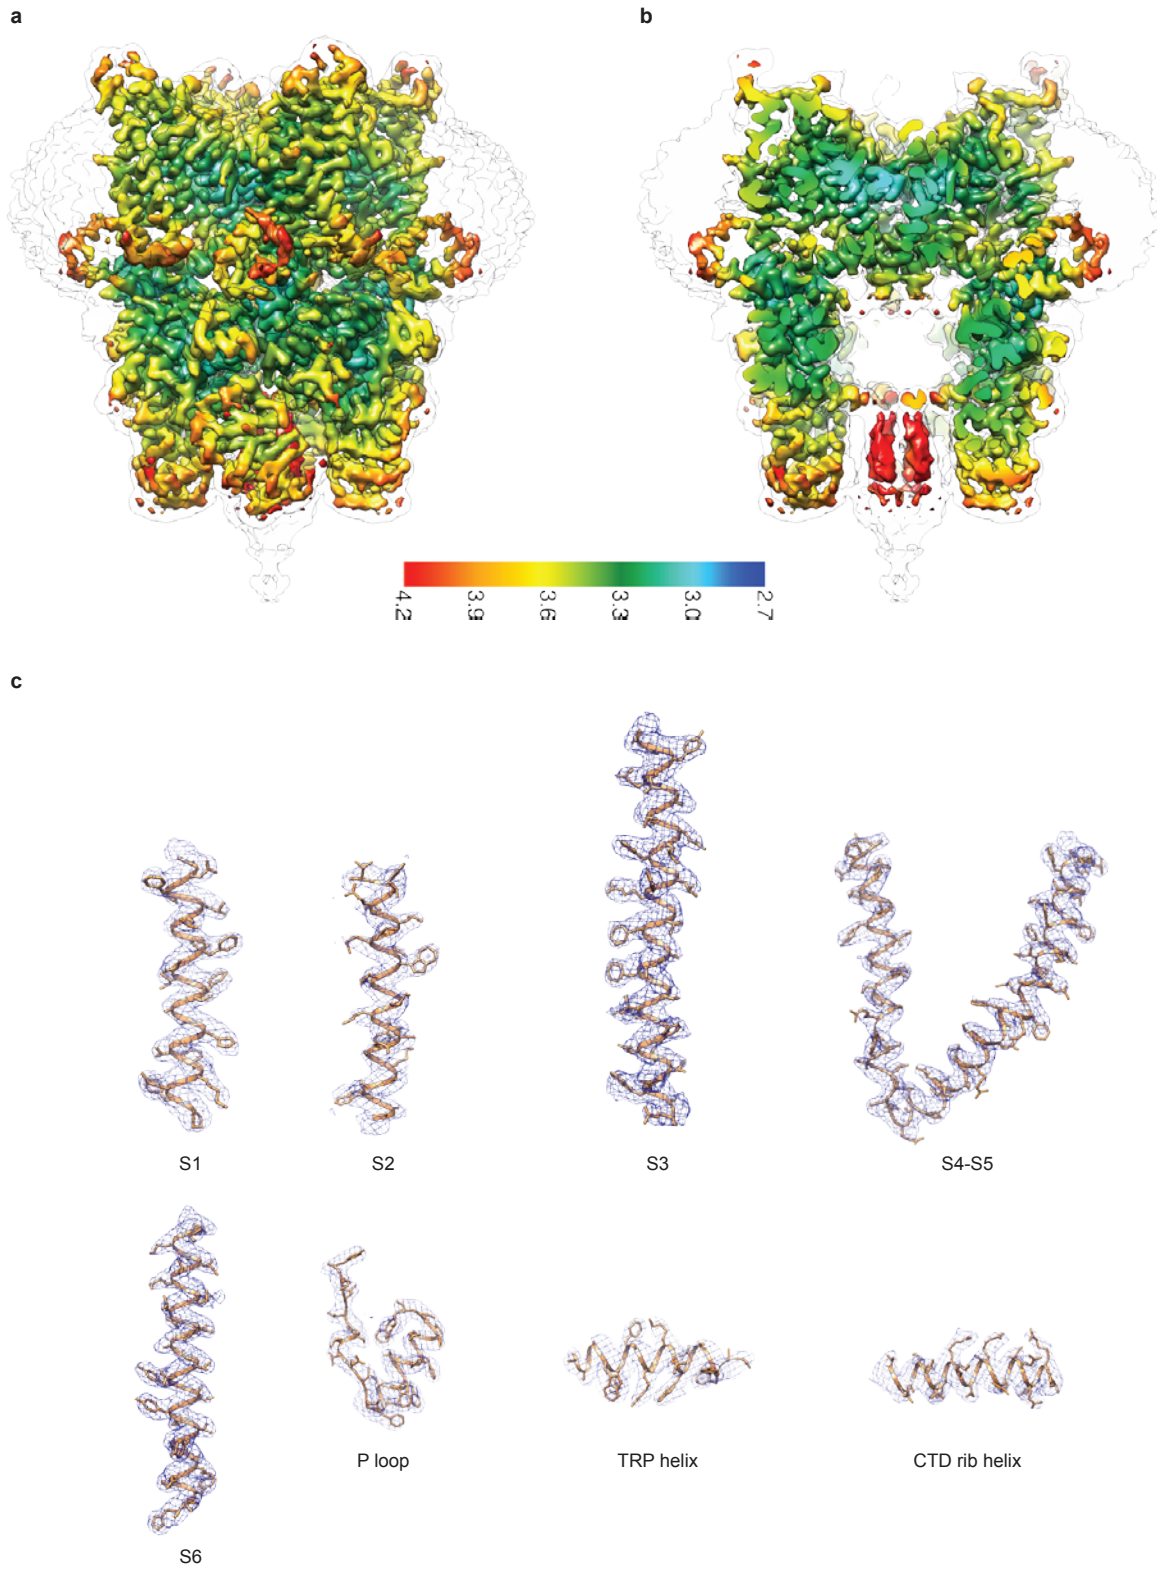 a
b
4.2
3.9
3.6
3.3
3.0
2.7
c
S1
S2
S3
S4-S5
S6
P loop
TRP helix
CTD rib helix